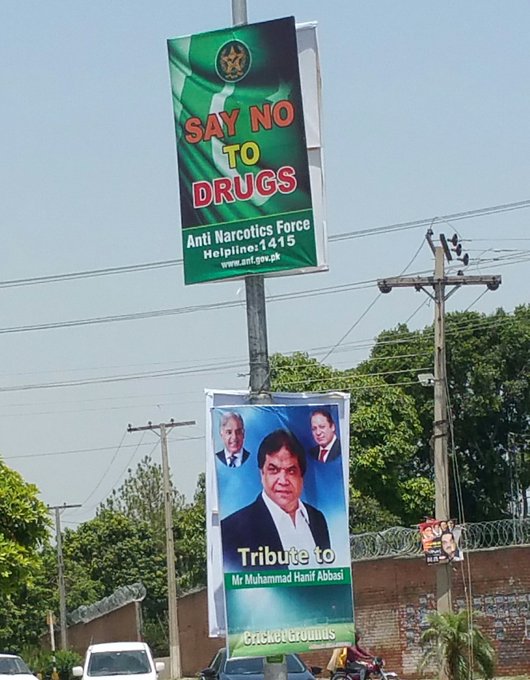 SAY NO
TO
DRUGS
Anti Narcotics Force
Helpline:1415
www.anf.gov.pk
Tribute to
Mr Muhammad Hanif Abbasi
Cricket Grounds